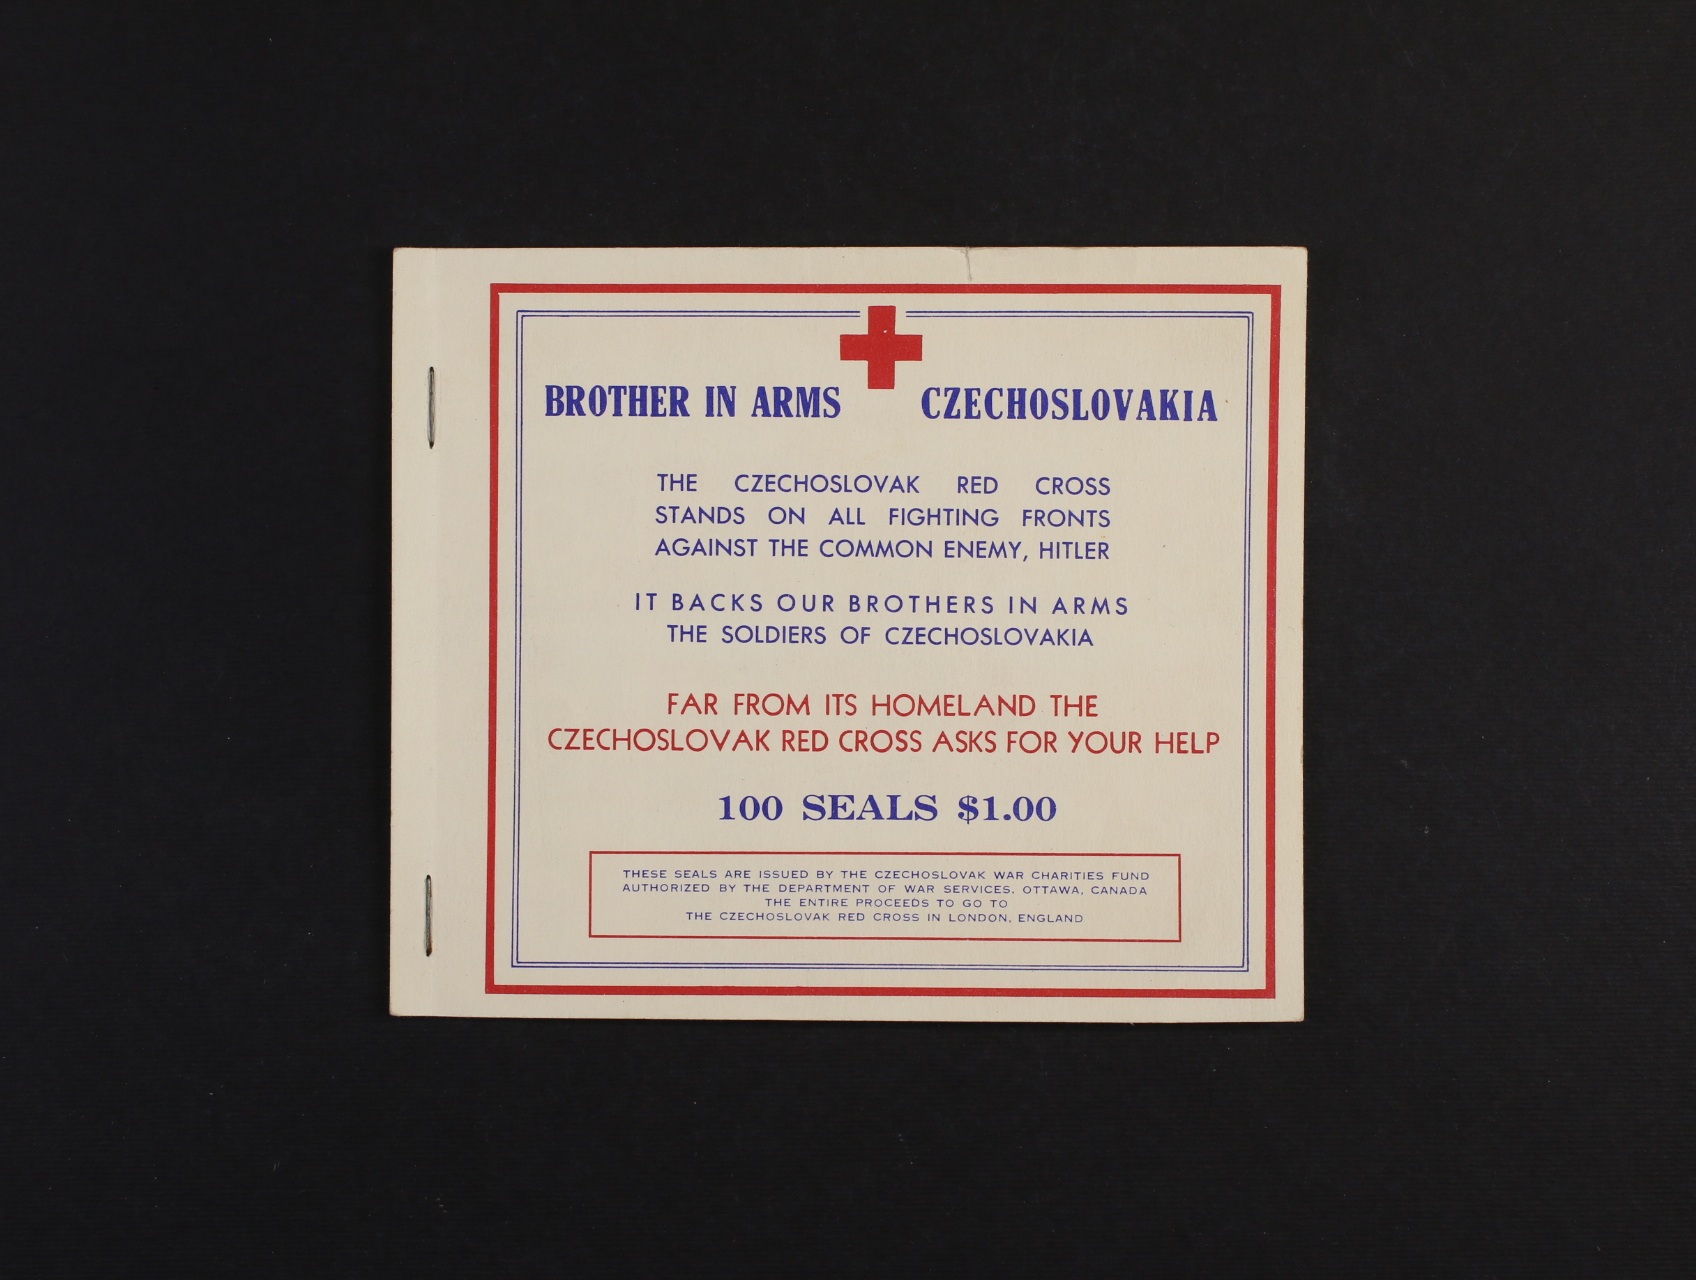 BROTHER IN ARMS CZECHOSLOVAKIA
THE CZECHOSLOVAK RED CROSS
STANDS ON ALL FIGHTING FRONTS
AGAINST THE COMMON ENEMY, HITLER
IT BACKS OUR BROTHERS IN ARMS
THE SOLDIERS OF CZECHOSLOVAKIA
FAR FROM ITS HOMELAND THE
CZECHOSLOVAK RED CROSS ASKS FOR YOUR HELP
100 SEALS $1.00
THESE SEALS ARE ISSUED BY THE CZECHOSLOVAK WAR CHARITIES FUND
AUTHORIZED BY THE DEPARTMENT OF WAR SERVICES, OTTAWA, CANADA
THE ENTIRE PROCEEDS TO GO TO
THE CZECHOSLOVAK RED CROSS IN LONDON, ENGLAND